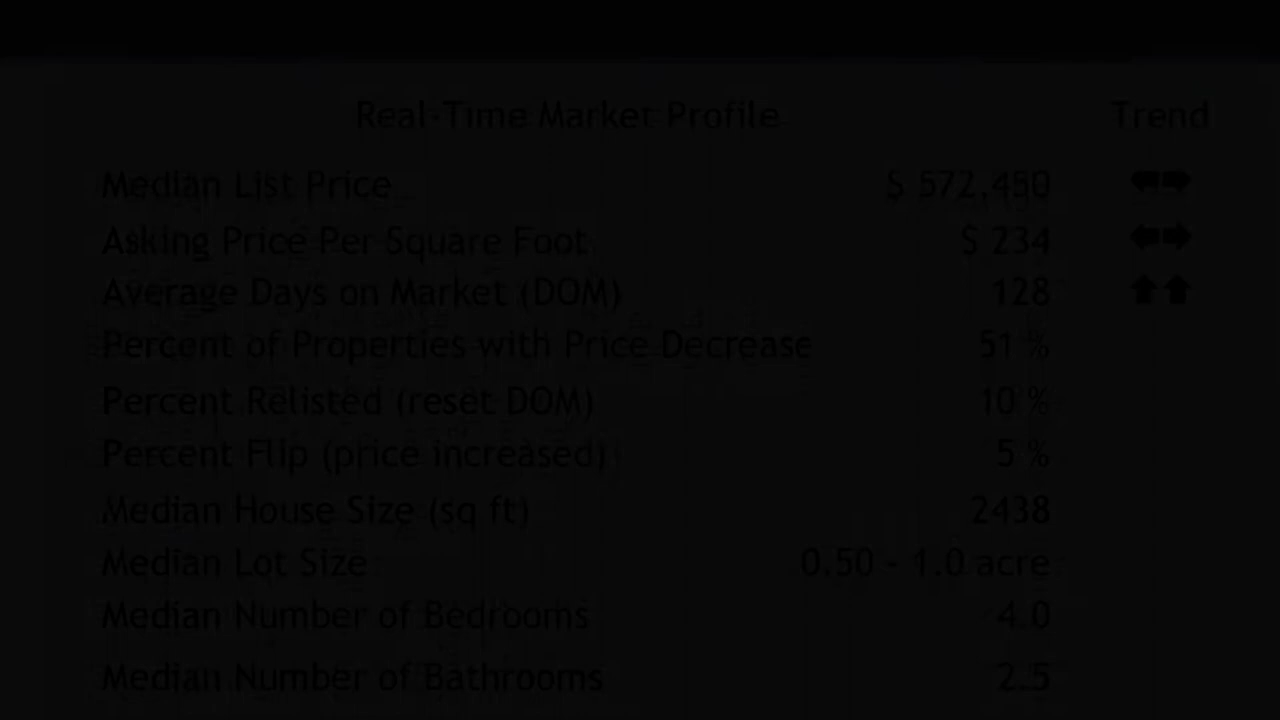 Real-Time Market Profile Trend
Median List Price $ 572,450
Asking Price Per Square Foot $ 234
Average Days on Market (DOM) 128
Percent of Properties with Price Decrease 51 %
Percent Relisted (reset DOM) 10 %
Percent Flip (price increased) 5 %
Median House Size (sq ft) 2438
Median Lot Size 0.50 - 1.0 acre
Median Number of Bedrooms 4.0
Median Number of Bathrooms 2.5